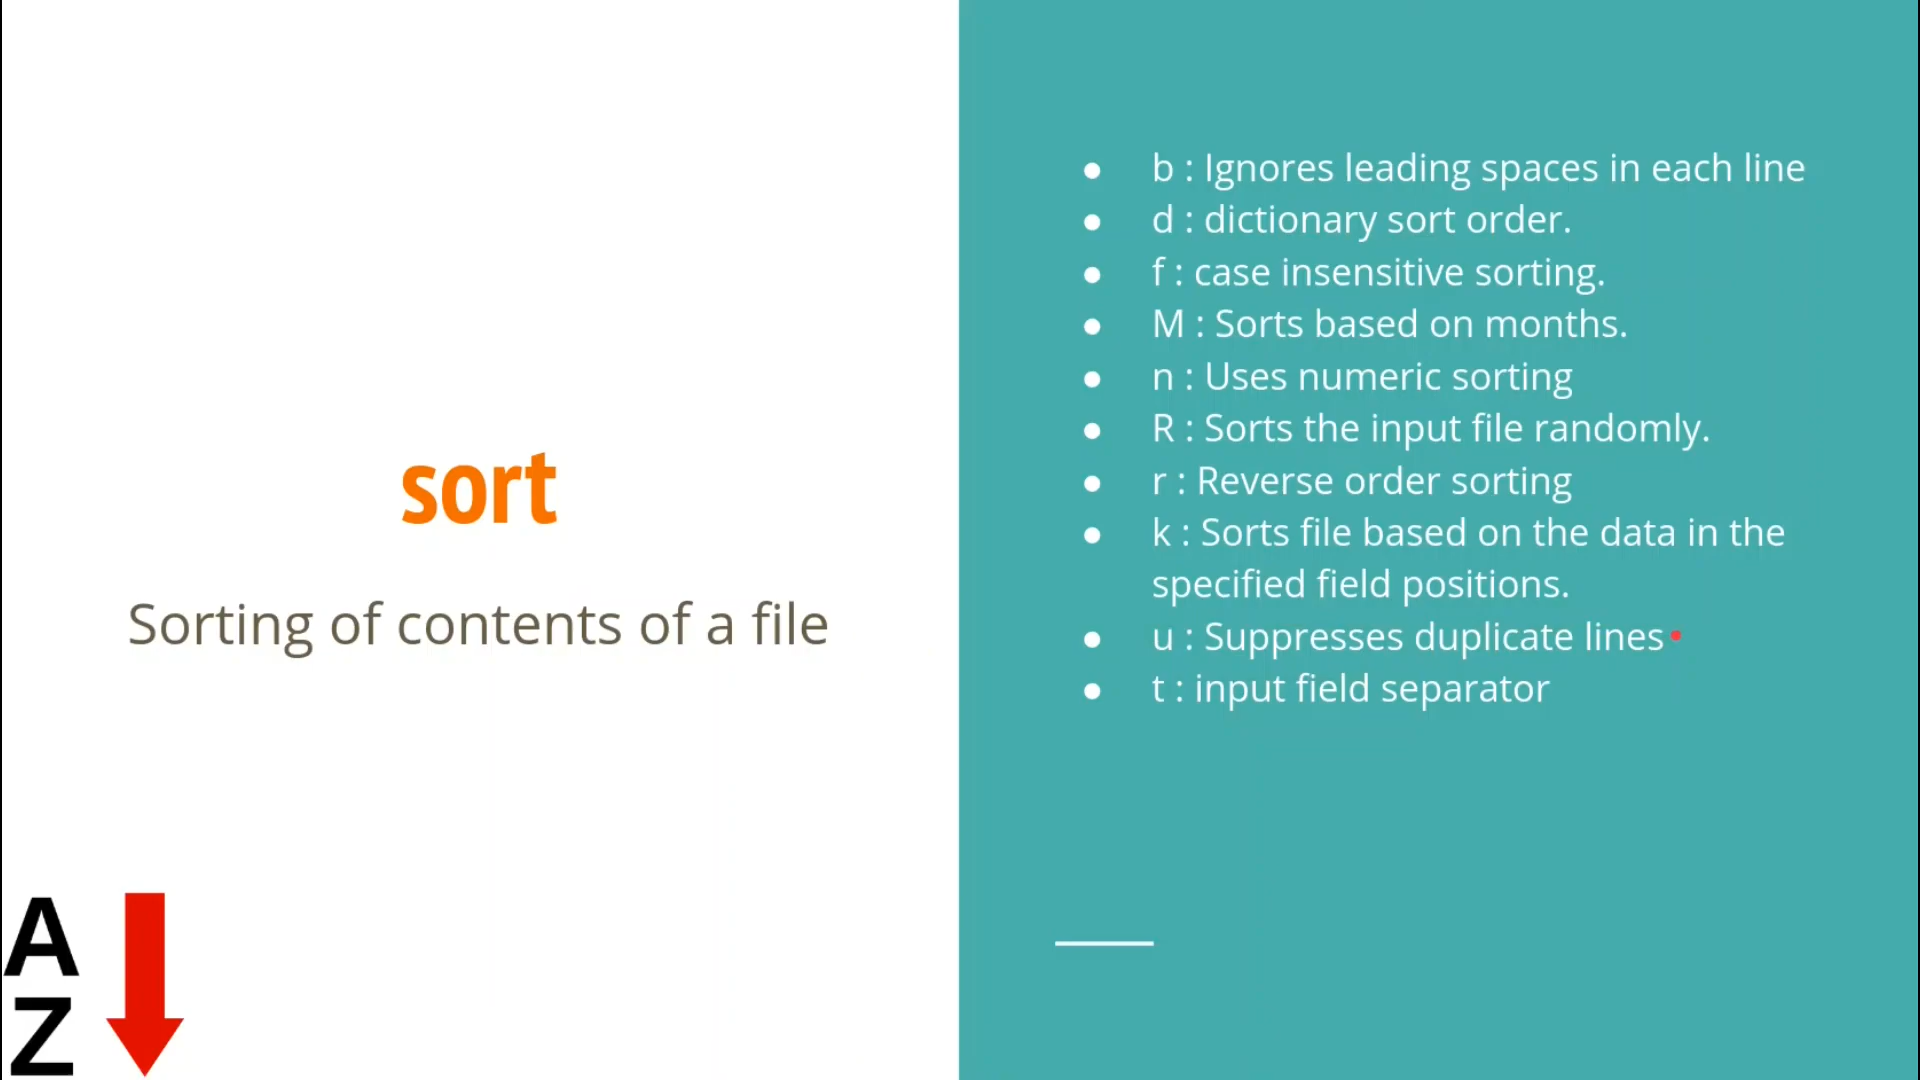 sort
Sorting of contents of a file
A
Z
● b : Ignores leading spaces in each line
● d : dictionary sort order.
● f : case insensitive sorting.
● M : Sorts based on months.
● n : Uses numeric sorting
● R : Sorts the input file randomly.
● r : Reverse order sorting
● k : Sorts file based on the data in the
specified field positions.
● u : Suppresses duplicate lines
● t : input field separator